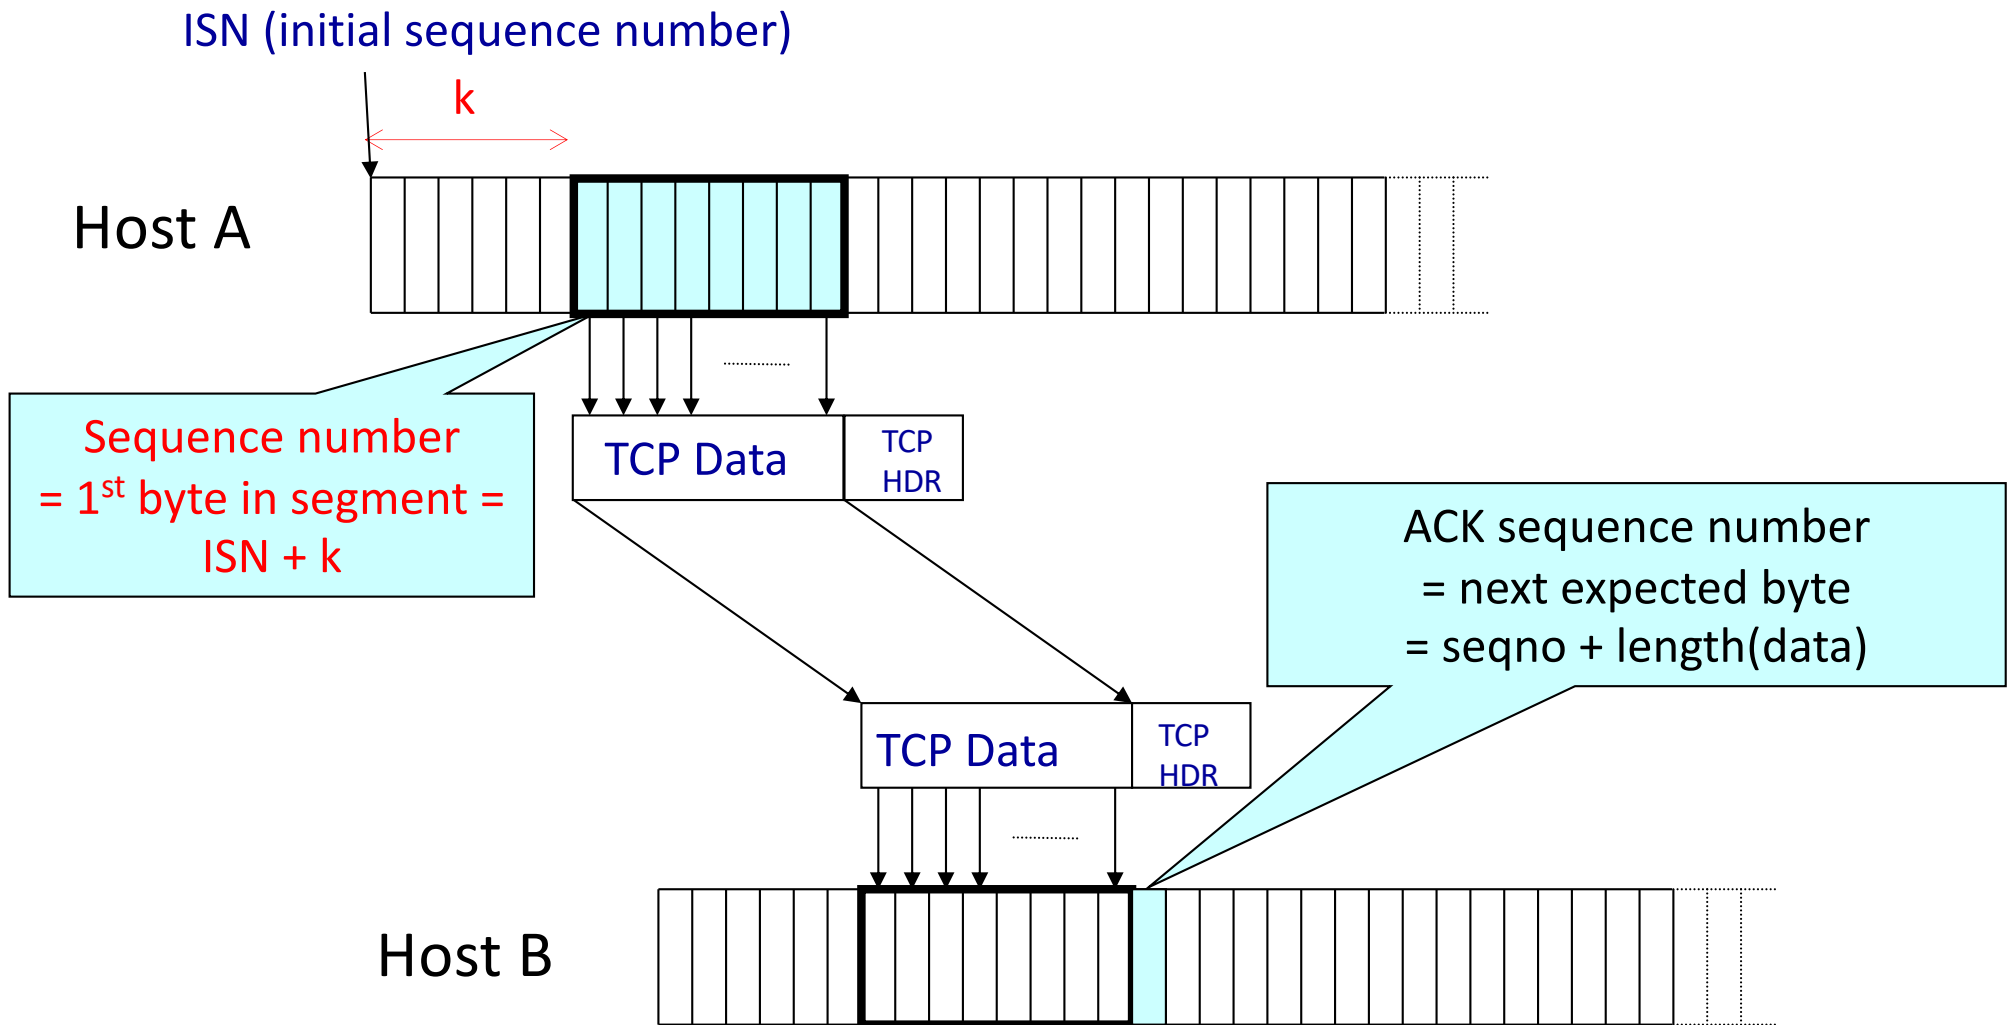 ISN (initial sequence number)
k
Host A
Sequence number
= 1st byte in segment =
ISN + k
TCP Data
TCP
HDR
ACK sequence number
= next expected byte
= seqno + length(data)
TCP Data
TCP
HDR
Host B